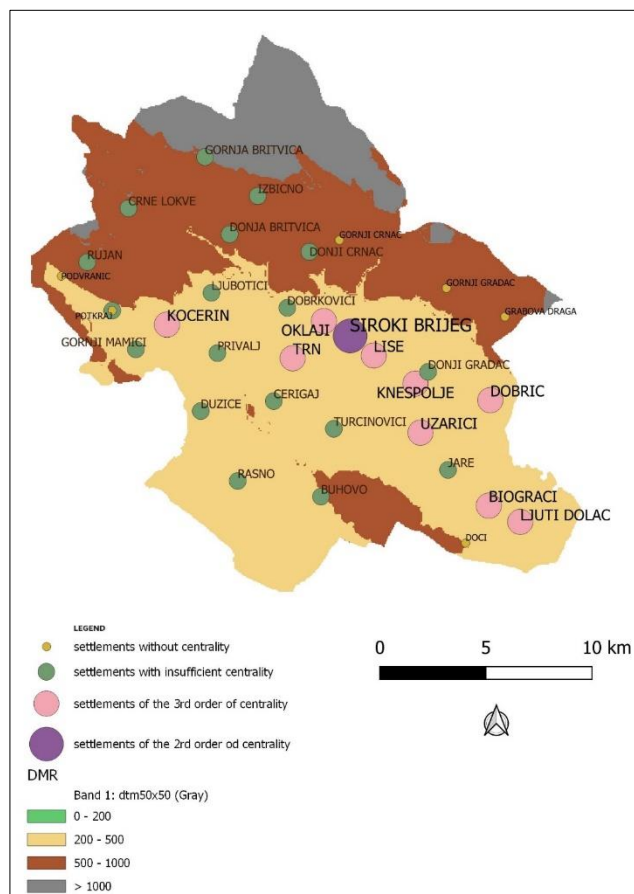 GORNJA BRITVICA
IZBICNO
CRNE LOKVE
DONJA BRITVICA
GORNJI CRNAC
DONJI CRNAC
RUJAN
PODVRANIC
GORNJI GRADAC
LJUBOTICI
DOBRKOVICI
GRABOVA DRAGA
POTKRAJ
KOCERIN
OKLAJI
SIROKI BRIJEG
GORNJI MAMICI
PRIVALJ
TRN
LISE
DONJI GRADAC
KNESPOLJE
DOBRIC
DUZICE
CERIGAJ
TURCINOVICI
UZARICI
JARE
RASNO
BUHOVO
BIOGRACI
LJUTI DOLAC
DOCI
LEGEND
settlements without centrality
settlements with insufficient centrality
settlements of the 3rd order of centrality
settlements of the 2rd order od centrality
DMR
Band 1: dtm50x50 (Gray)
0 - 200
200 - 500
500 - 1000
> 1000
0 5 10 km